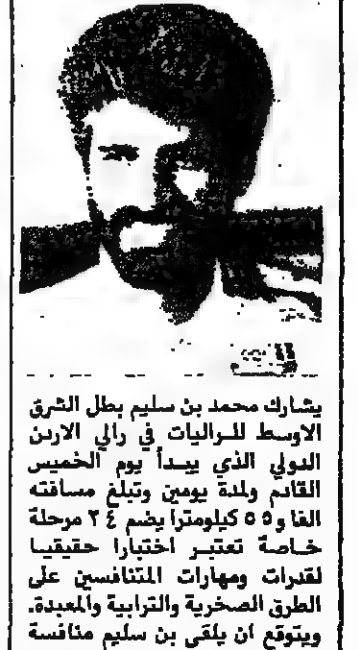 يشارك محمد بن سليم بطل الشرق
الاوسط للراليات في رالي الاردن
الدولي الذي يبدأ يوم الخميس
القادم ولمدة يومين وتبلغ مسافته
الفا و٥٥ كيلومترا يضم ٢٤ مرحلة
خاصة تعتبر اختبارا حقيقيا
لقدرات ومهارات المتنافسين على
الطرق الصخرية والترابية والمعبدة.
ويتوقع ان يلقى بن سليم منافسة